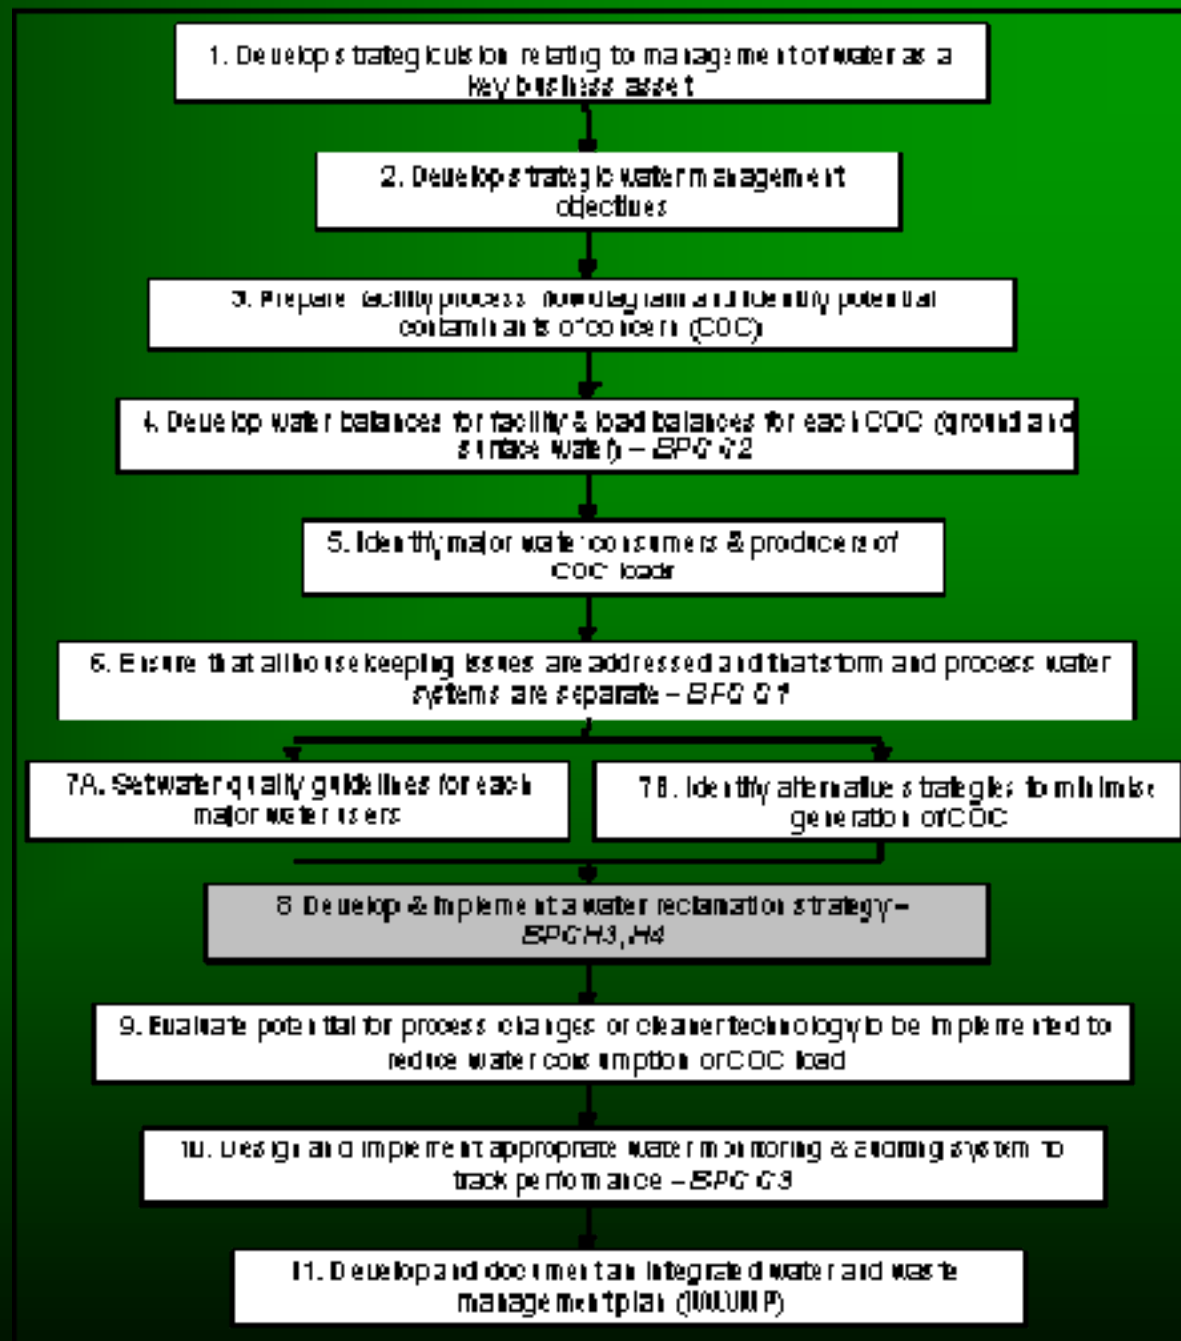 1. Develop strategic vision relating to management of water as a
key business asset
2. Develop strategic water management
objectives
3. Prepare facility process flow diagram and identify potential
contaminants of concern (COC)
4. Develop water balances for facility & load balances for each COC (ground and
surface water) – BPG G2
5. Identify major water consumers & producers of
COC loads
6. Ensure that all housekeeping issues are addressed and that storm and process water
systems are separate – BPG G1
7A. Set water quality guidelines for each
major water users
7B. Identify alternative strategies to minimise
generation of COC
8 Develop & implement a water reclamation strategy –
BPG H3, H4
9. Evaluate potential for process changes or cleaner technology to be implemented to
reduce water consumption or COC load
10. Design and implement appropriate water monitoring & auditing system to
track performance – BPG G3
11. Develop and document an integrated water and waste
management plan (IWWMP)